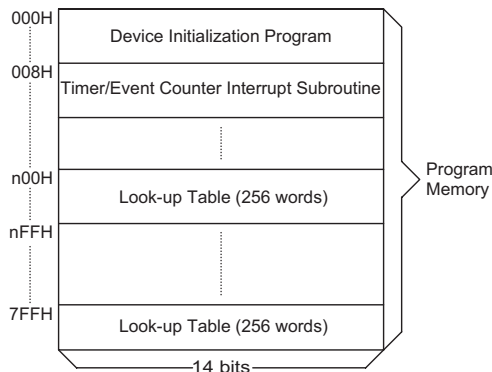 000H
Device Initialization Program
008H
Timer/Event Counter Interrupt Subroutine
n00H
Look-up Table (256 words)
nFFH
Program
Memory
7FFH
Look-up Table (256 words)
14 bits